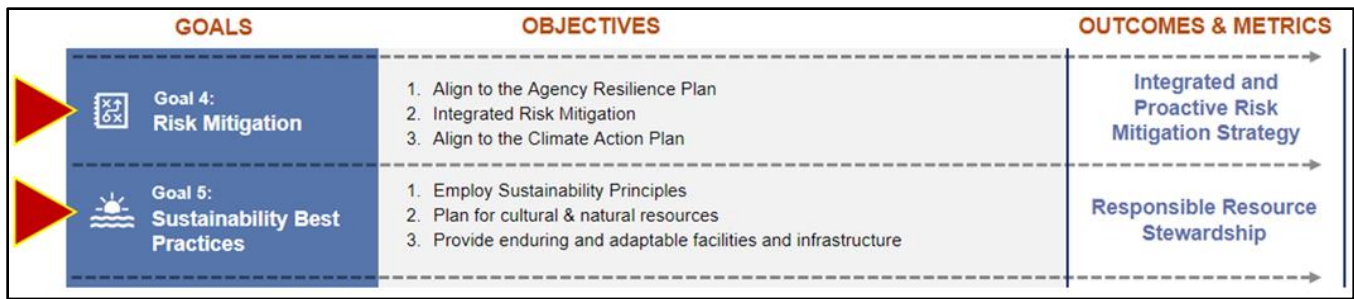 GOALS
OBJECTIVES
OUTCOMES & METRICS
Goal 4:
Risk Mitigation
1. Align to the Agency Resilience Plan
2. Integrated Risk Mitigation
3. Align to the Climate Action Plan
Integrated and
Proactive Risk
Mitigation Strategy
Goal 5:
Sustainability Best
Practices
1. Employ Sustainability Principles
2. Plan for cultural & natural resources
3. Provide enduring and adaptable facilities and infrastructure
Responsible Resource
Stewardship